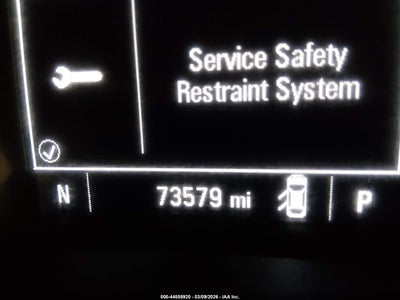 Service Safety
Restraint System
N 73579 mi P
000-44558920 - 03/09/2026 - IAA Inc.